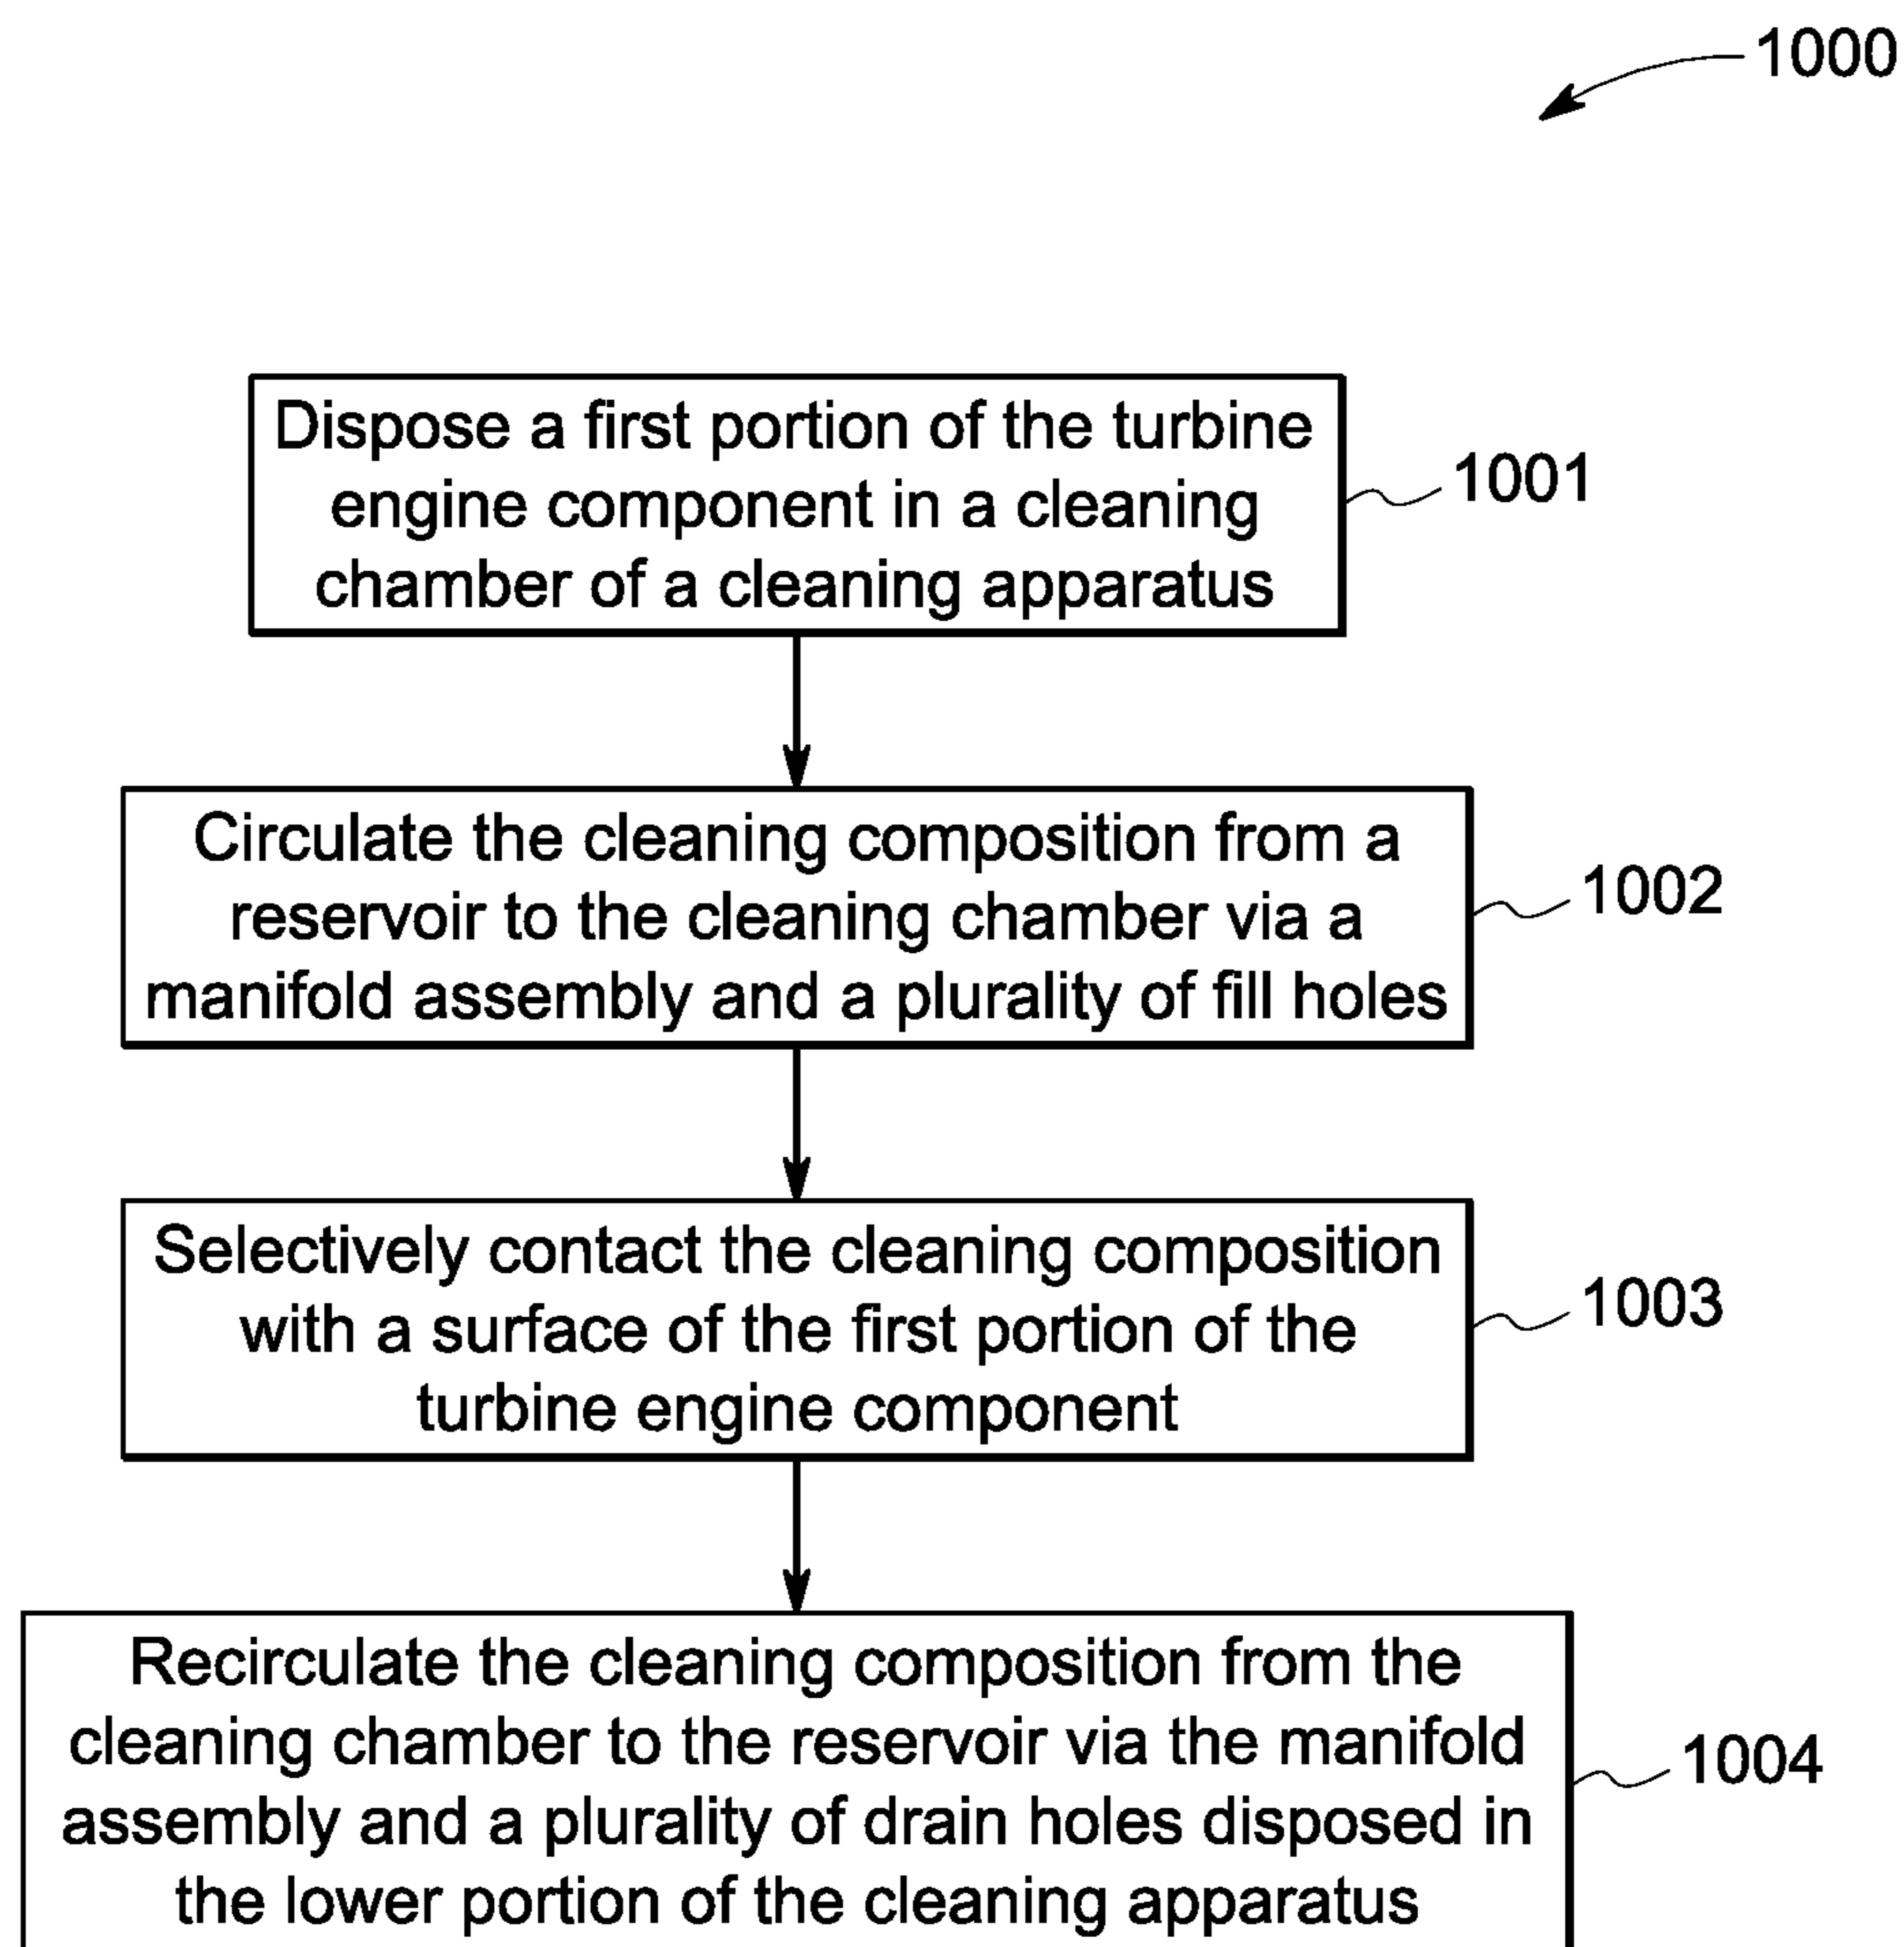 1000
Dispose a first portion of the turbine
engine component in a cleaning
chamber of a cleaning apparatus
1001
Circulate the cleaning composition from a
reservoir to the cleaning chamber via a
manifold assembly and a plurality of fill holes
1002
Selectively contact the cleaning composition
with a surface of the first portion of the
turbine engine component
1003
Recirculate the cleaning composition from the
cleaning chamber to the reservoir via the manifold
assembly and a plurality of drain holes disposed in
the lower portion of the cleaning apparatus
1004